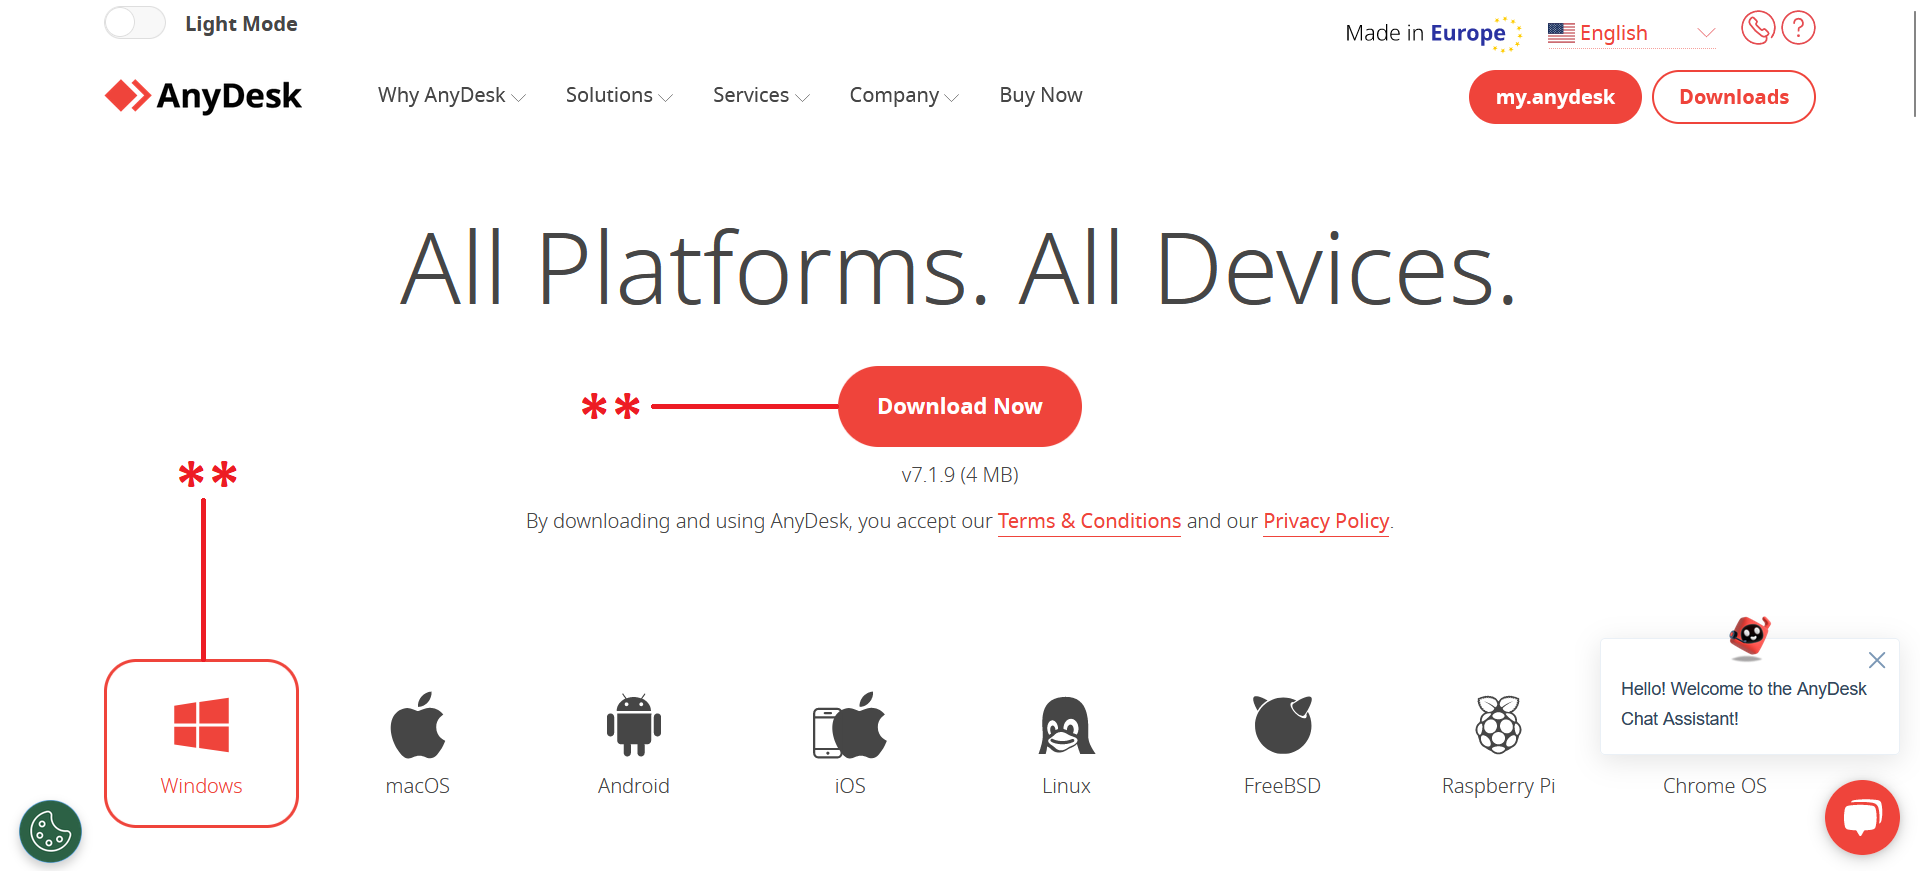 Light Mode
Made in Europe
English
?
AnyDesk
Why AnyDesk
Solutions
Services
Company
Buy Now
my.anydesk
Downloads
All Platforms. All Devices.
** Download Now
v7.1.9 (4 MB)
**
By downloading and using AnyDesk, you accept our Terms & Conditions and our Privacy Policy.
Hello! Welcome to the AnyDesk
Chat Assistant!
Windows
macOS
Android
iOS
Linux
FreeBSD
Raspberry Pi
Chrome OS